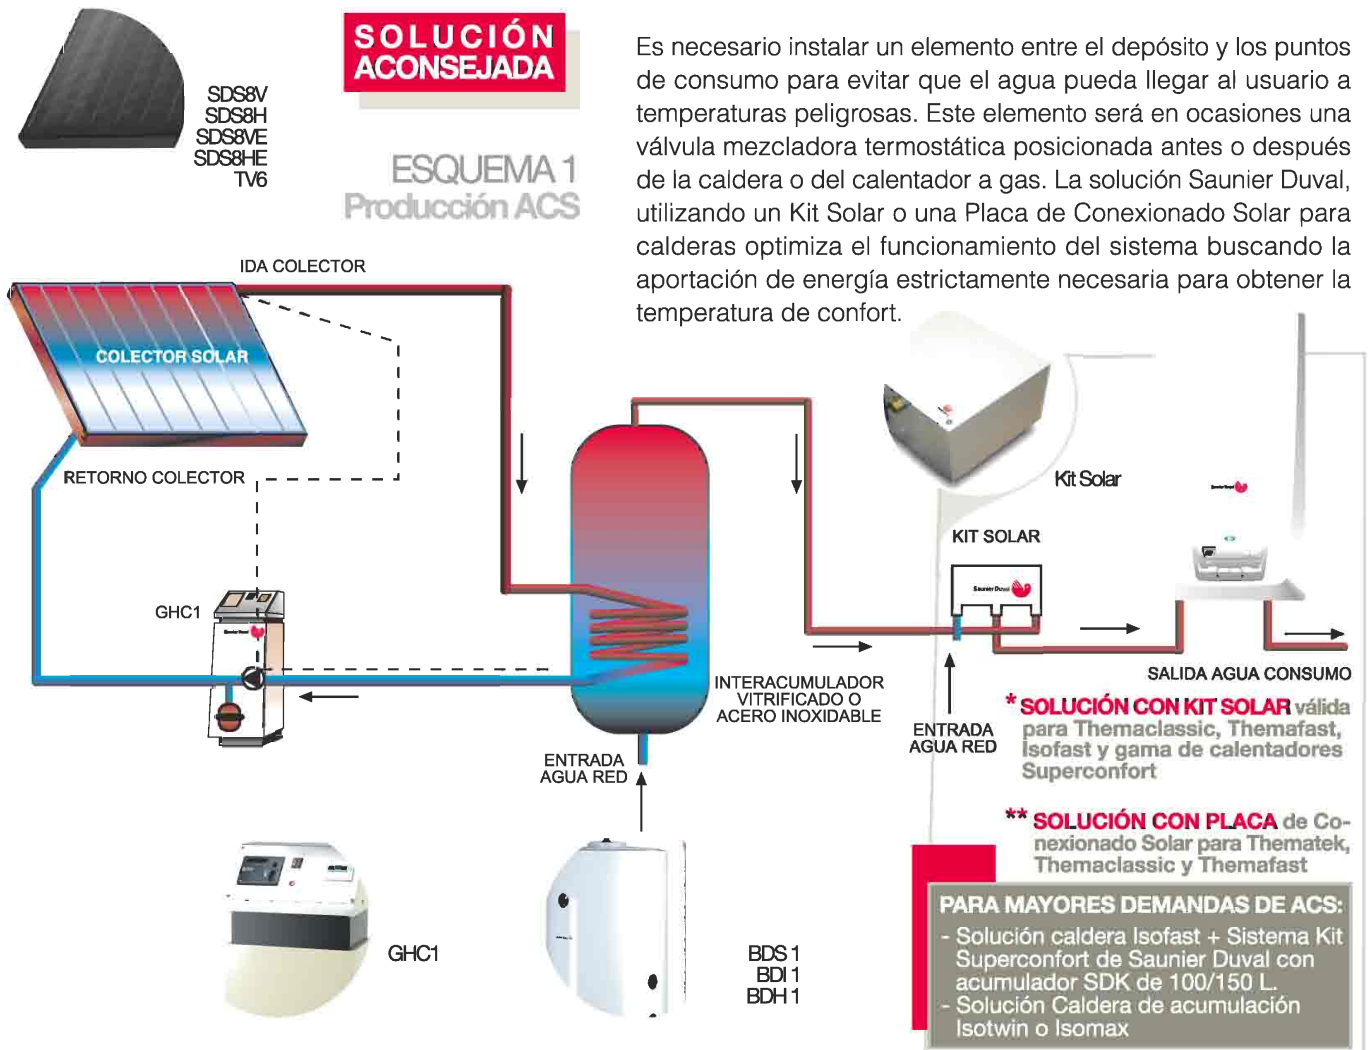 SOLUCIÓN
ACONSEJADA
SDS8V
SDS8H
SDS8VE
SDS8HE
TV6
ESQUEMA 1
Producción ACS
Es necesario instalar un elemento entre el depósito y los puntos
de consumo para evitar que el agua pueda llegar al usuario a
temperaturas peligrosas. Este elemento será en ocasiones una
válvula mezcladora termostática posicionada antes o después
de la caldera o del calentador a gas. La solución Saunier Duval,
utilizando un Kit Solar o una Placa de Conexionado Solar para
calderas optimiza el funcionamiento del sistema buscando la
aportación de energía estrictamente necesaria para obtener la
temperatura de confort.
IDA COLECTOR
COLECTOR SOLAR
RETORNO COLECTOR
GHC1
Saunier Duval
Kit Solar
Saunier Duval
KIT SOLAR
Saunier Duval
INTERACUMULADOR
VITRIFICADO O
ACERO INOXIDABLE
ENTRADA
AGUA RED
ENTRADA
AGUA RED
SALIDA AGUA CONSUMO
* SOLUCIÓN CON KIT SOLAR válida
para Themaclassic, Themafast,
Isofast y gama de calentadores
Superconfort
** SOLUCIÓN CON PLACA de Co-
nexionado Solar para Thematek,
Themaclassic y Themafast
PARA MAYORES DEMANDAS DE ACS:
- Solución caldera Isofast + Sistema Kit
Superconfort de Saunier Duval con
acumulador SDK de 100/150 L.
- Solución Caldera de acumulación
Isotwin o Isomax
GHC1
BDS 1
BDI 1
BDH 1